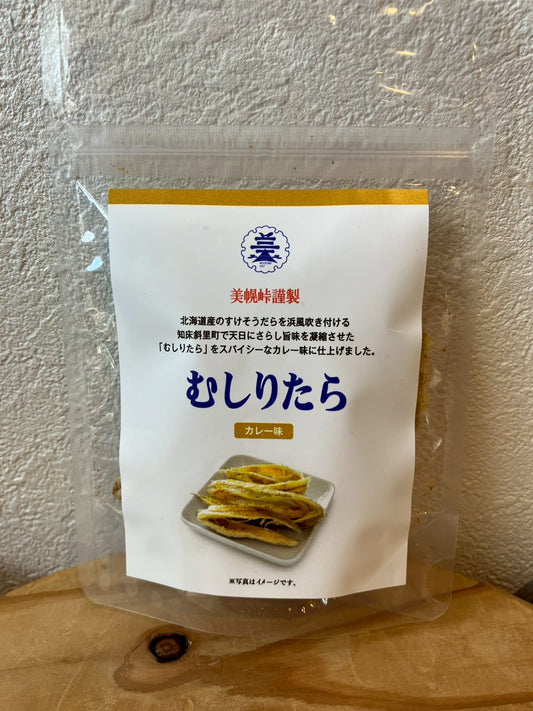 美幌峠謹製
北海道産のすけそうだらを浜風吹き付ける
知床斜里町で天日にさらし旨味を凝縮させた
「むしりたら」をスパイシーなカレー味に仕上げました。
むしりたら
カレー味
※写真はイメージです。